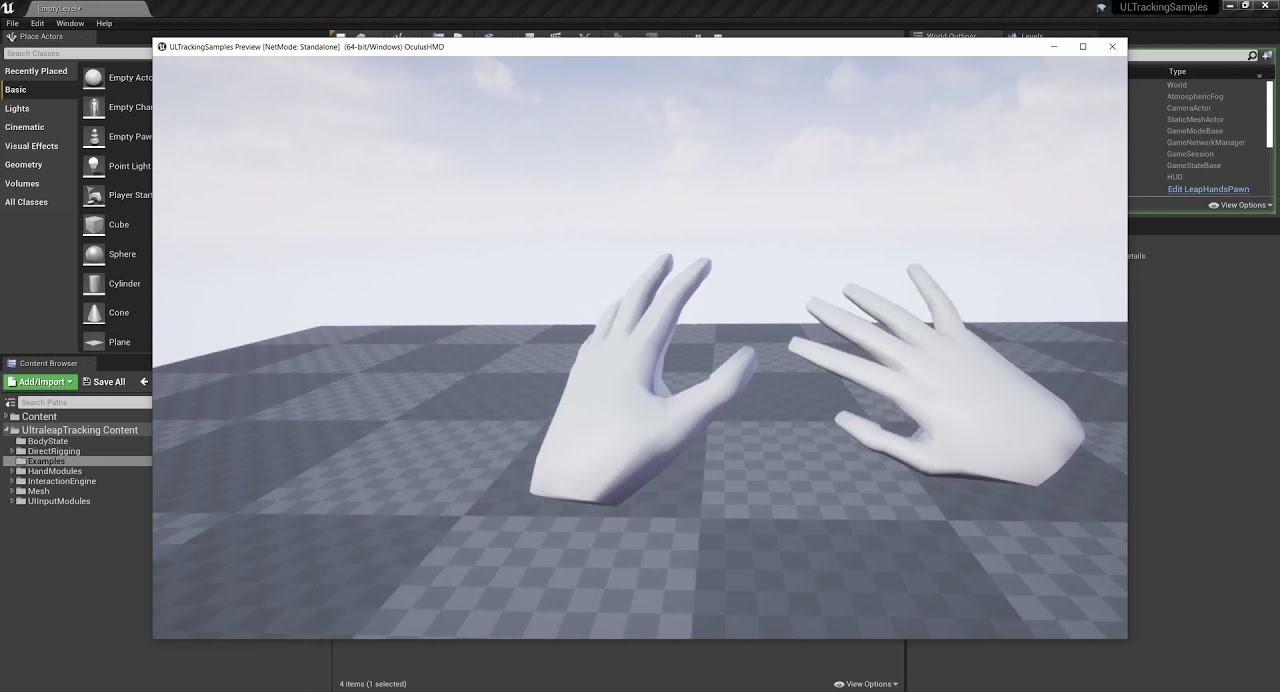 EmptyLevel•
ULTrackingSamples
File Edit Window Help
Place Actors
World Outliner
Levels
Search Classes
ULTrackingSamples Preview [NetMode: Standalone] (64-bit/Windows) OculusHMD
Recently Played
Basic
Lights
Cinematic
Visual Effects
Geometry
Volumes
All Classes
Empty Acto
Empty Char
Empty Paw
Point Light
Player Start
Cube
Sphere
Cylinder
Cone
Plane
Type
World
AtmosphericFog
CameraActor
StaticMeshActor
GameModeBase
GameNetworkManager
GameSession
GameStateBase
HUD
Edit LeapHandsPawn
View Options
etails.
Content Browser
Add/Import Save All
Search Paths
Content
UltraleapTracking Content
BodyState
DirectRigging
Examples
HandModules
InteractionEngine
Mesh
UIInputModules
4 items (1 selected)
View Options